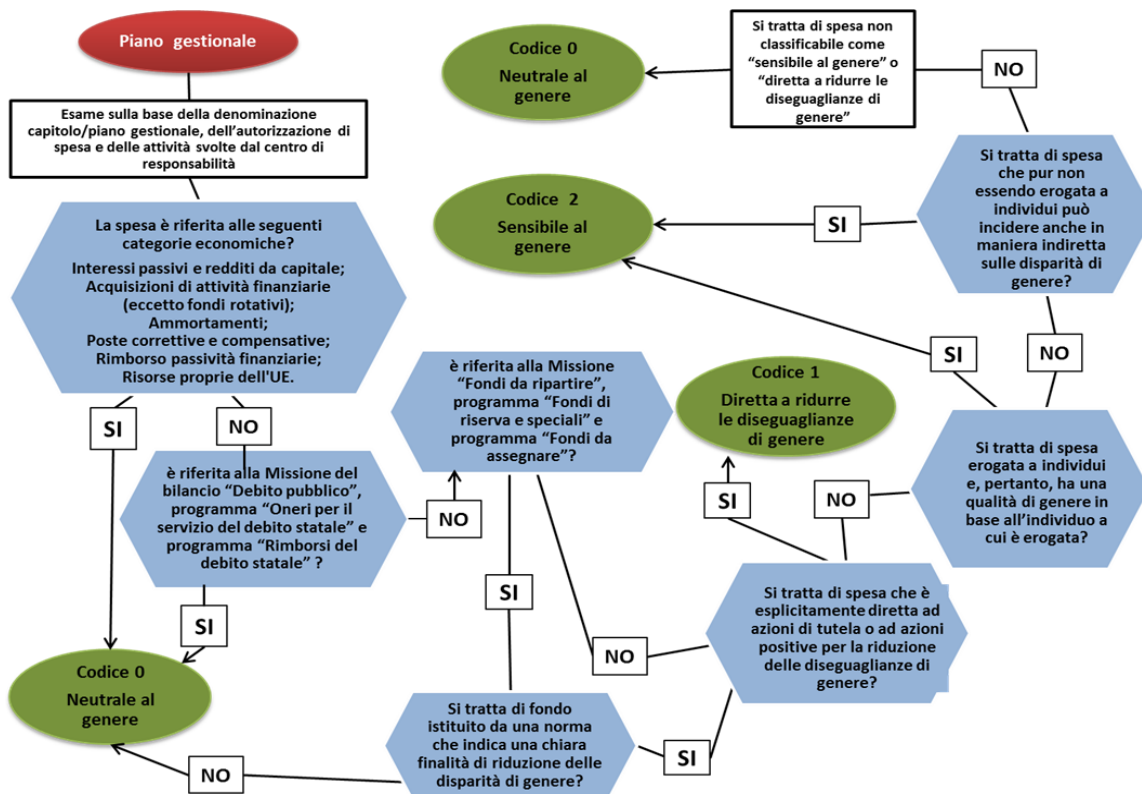 Piano gestionale
Esame sulla base della denominazione
capitolo/piano gestionale, dell'autorizzazione di
spesa e delle attività svolte dal centro di
responsabilità
La spesa è riferita alle seguenti
categorie economiche?
Interessi passivi e redditi da capitale;
Acquisizioni di attività finanziarie
(eccetto fondi rotativi);
Ammortamenti;
Poste correttive e compensative;
Rimborso passività finanziarie;
Risorse proprie dell'UE.
SI
NO
è riferita alla Missione del
bilancio “Debito pubblico”,
programma “Oneri per il
servizio del debito statale” e
programma “Rimborsi del
debito statale” ?
SI
NO
Codice 0
Neutrale al
genere
è riferita alla Missione
“Fondi da ripartire”,
programma “Fondi di
riserva e speciali” e
programma “Fondi da
assegnare”?
SI
NO
Si tratta di fondo
istituito da una norma
che indica una chiara
finalità di riduzione delle
disparità di genere?
NO
SI
Si tratta di spesa che è
esplicitamente diretta ad
azioni di tutela o ad azioni
positive per la riduzione
delle diseguaglianze di
genere?
SI
NO
Codice 1
Diretta a ridurre
le diseguaglianze
di genere
Si tratta di spesa
erogata a individui
e, pertanto, ha una
qualità di genere in
base all'individuo a
cui è erogata?
SI
NO
Si tratta di spesa
che pur non
essendo erogata a
individui può
incidere anche in
maniera indiretta
sulle disparità di
genere?
SI
NO
Codice 2
Sensibile al
genere
Si tratta di spesa non
classificabile come
“sensibile al genere” o
“diretta a ridurre le
diseguaglianze di
genere”
Codice 0
Neutrale al
genere